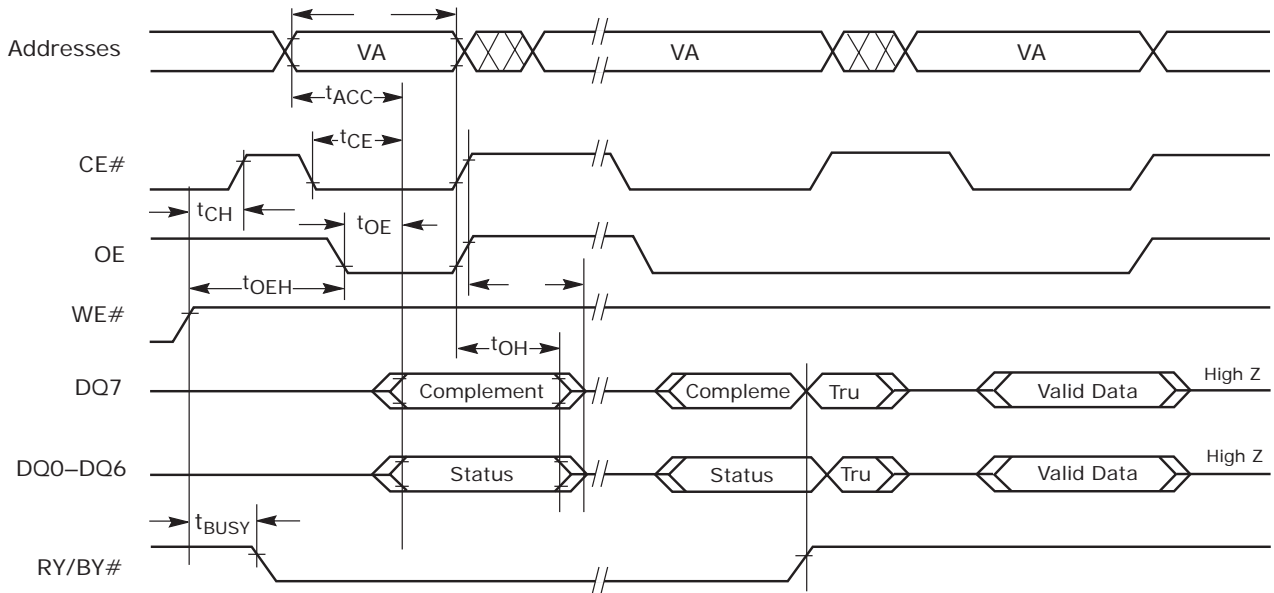 Addresses
VA
VA
VA
tACC
tCE
CE#
tCH
tOE
OE
tOEH
WE#
tOH
DQ7
Complement
Compleme
Tru
Valid Data
High Z
DQ0–DQ6
Status
Status
Tru
Valid Data
High Z
tBUSY
RY/BY#